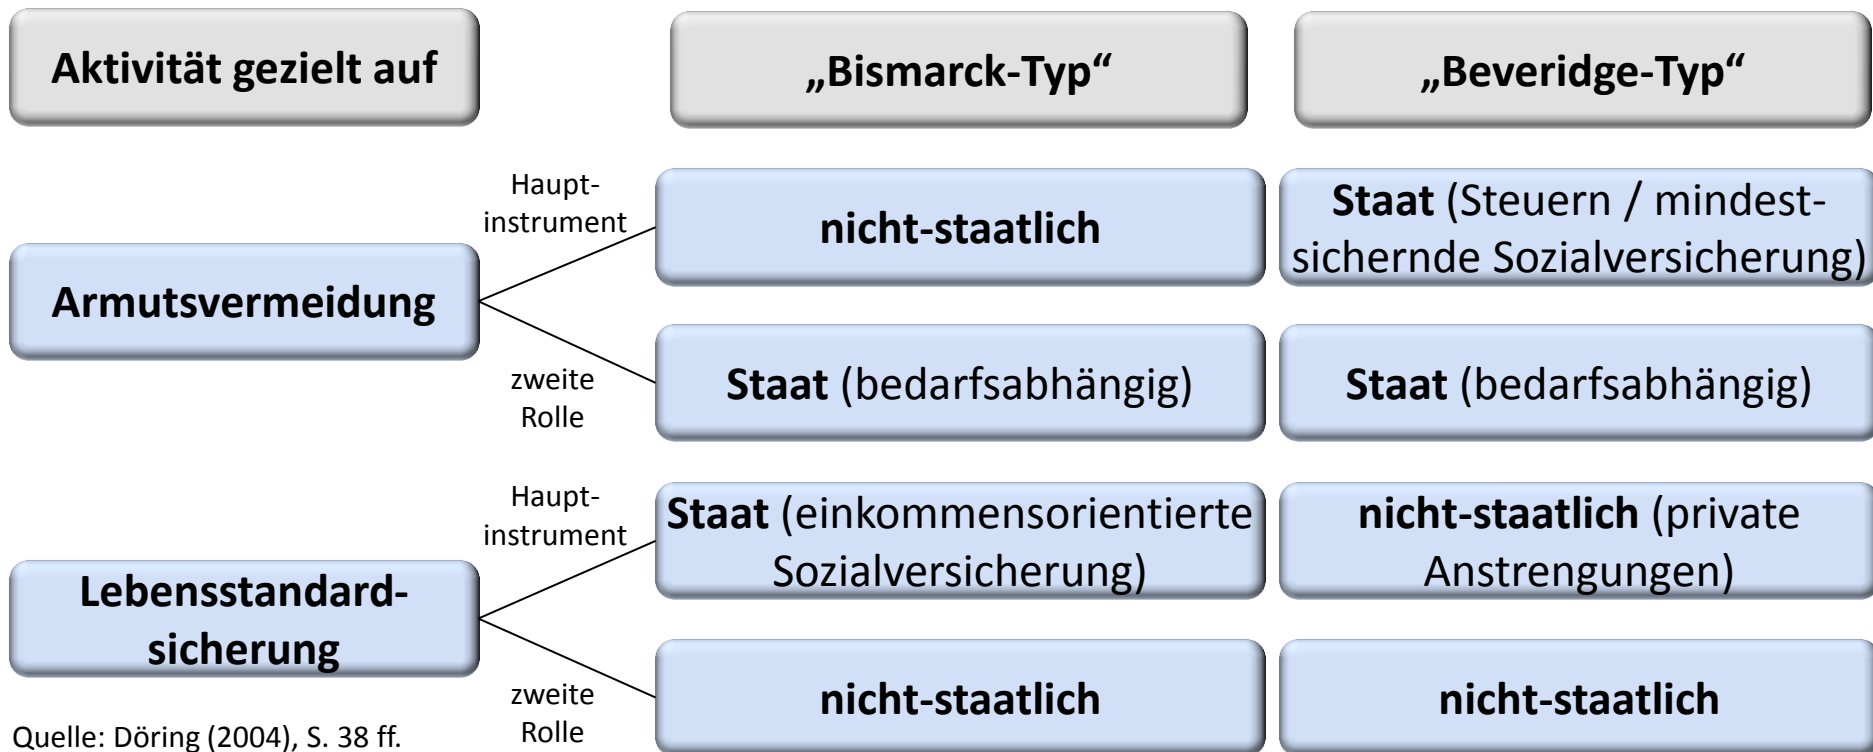 Aktivität gezielt auf
„Bismarck-Typ“
„Beveridge-Typ“
Armutsvermeidung
Haupt-
instrument
nicht-staatlich
Staat (Steuern / mindest-
sichernde Sozialversicherung)
zweite
Rolle
Staat (bedarfsabhängig)
Staat (bedarfsabhängig)
Lebensstandard-
sicherung
Haupt-
instrument
Staat (einkommensorientierte
Sozialversicherung)
nicht-staatlich (private
Anstrengungen)
zweite
Rolle
nicht-staatlich
nicht-staatlich
Quelle: Döring (2004), S. 38 ff.